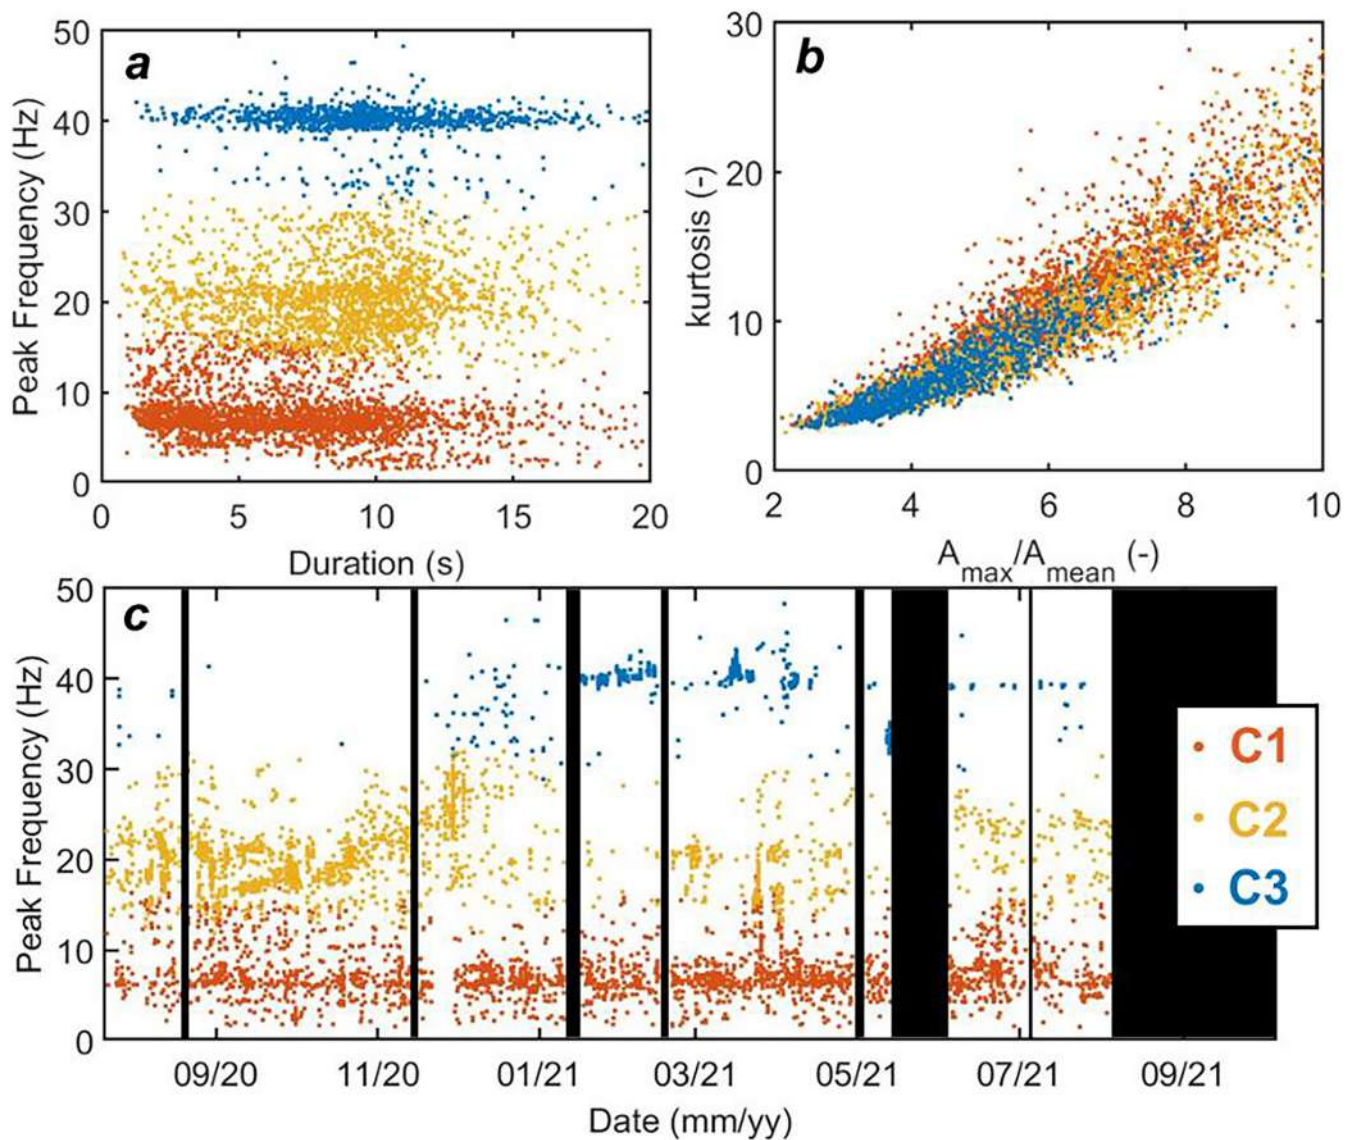 a
50
40
30
20
10
0
Peak Frequency (Hz)
0 5 10 15 20
Duration (s)
b
30
20
10
0
kurtosis (-)
2 4 6 8 10
Amax/Amean (-)
c
50
40
30
20
10
0
Peak Frequency (Hz)
C1
C2
C3
09/20 11/20 01/21 03/21 05/21 07/21 09/21
Date (mm/yy)